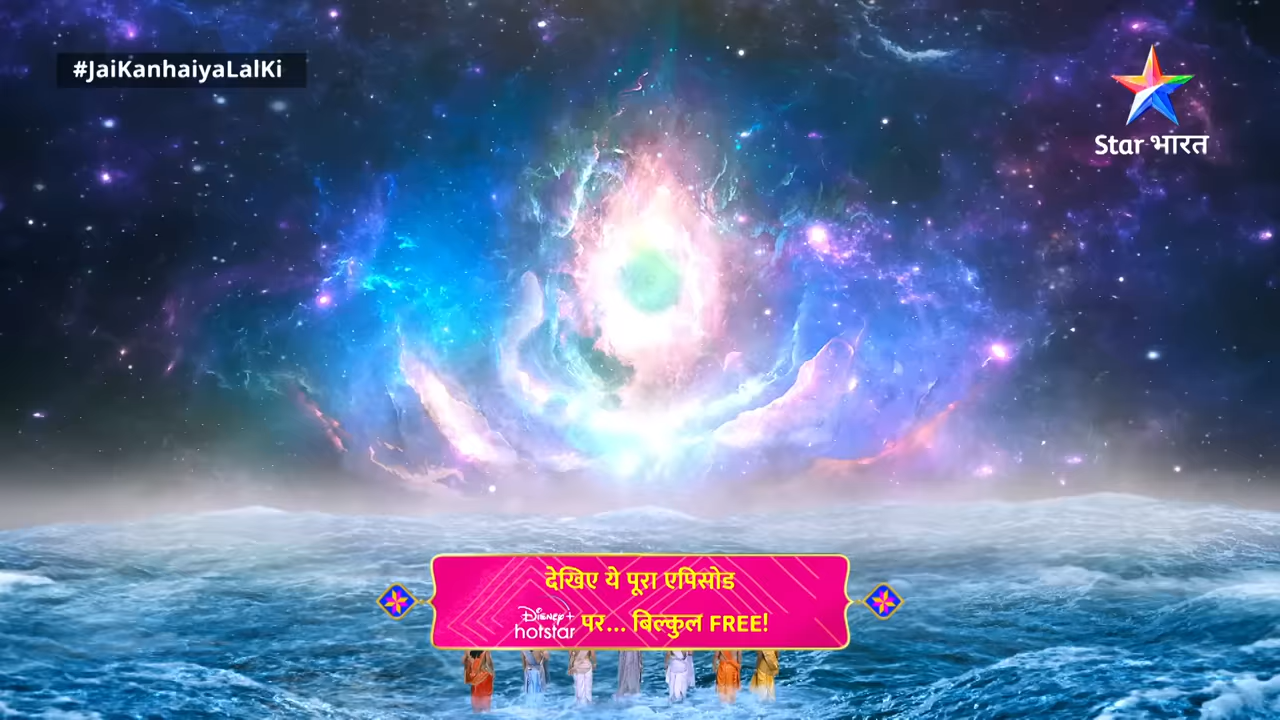 #JaiKanhaiyaLalKi
Star भारत
देखिए ये पूरा एपिसोड
Disney+
hotstar पर... बिल्कुल FREE!